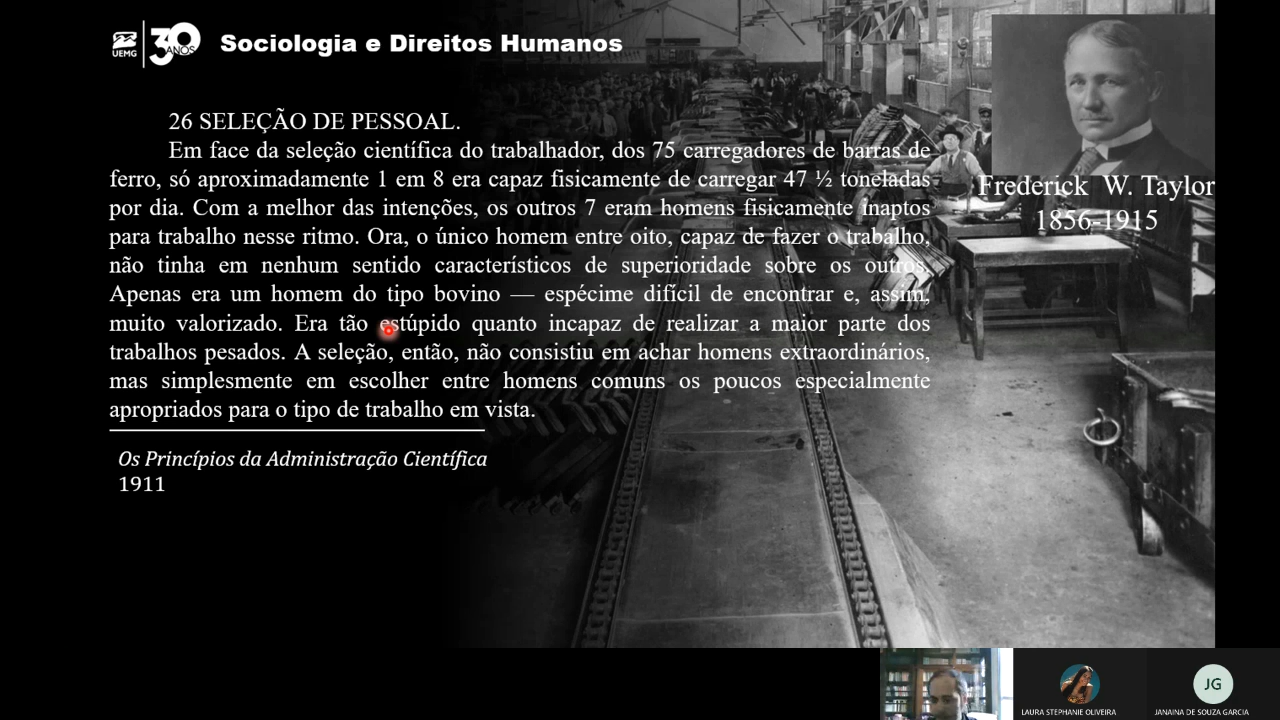 UEMG
30
ANOS
Sociologia e Direitos Humanos
26 SELEÇÃO DE PESSOAL.
Em face da seleção científica do trabalhador, dos 75 carregadores de barras de
ferro, só aproximadamente 1 em 8 era capaz fisicamente de carregar 47 ½ toneladas
por dia. Com a melhor das intenções, os outros 7 eram homens fisicamente inaptos
para trabalho nesse ritmo. Ora, o único homem entre oito, capaz de fazer o trabalho,
não tinha em nenhum sentido característicos de superioridade sobre os outros.
Apenas era um homem do tipo bovino — espécime difícil de encontrar e, assim,
muito valorizado. Era tão estúpido quanto incapaz de realizar a maior parte dos
trabalhos pesados. A seleção, então, não consistiu em achar homens extraordinários,
mas simplesmente em escolher entre homens comuns os poucos especialmente
apropriados para o tipo de trabalho em vista.
Os Princípios da Administração Científica
1911
Frederick W. Taylor
1856-1915
LAURA STEPHANIE OLIVEIRA
JG
JANAINA DE SOUZA GARCIA